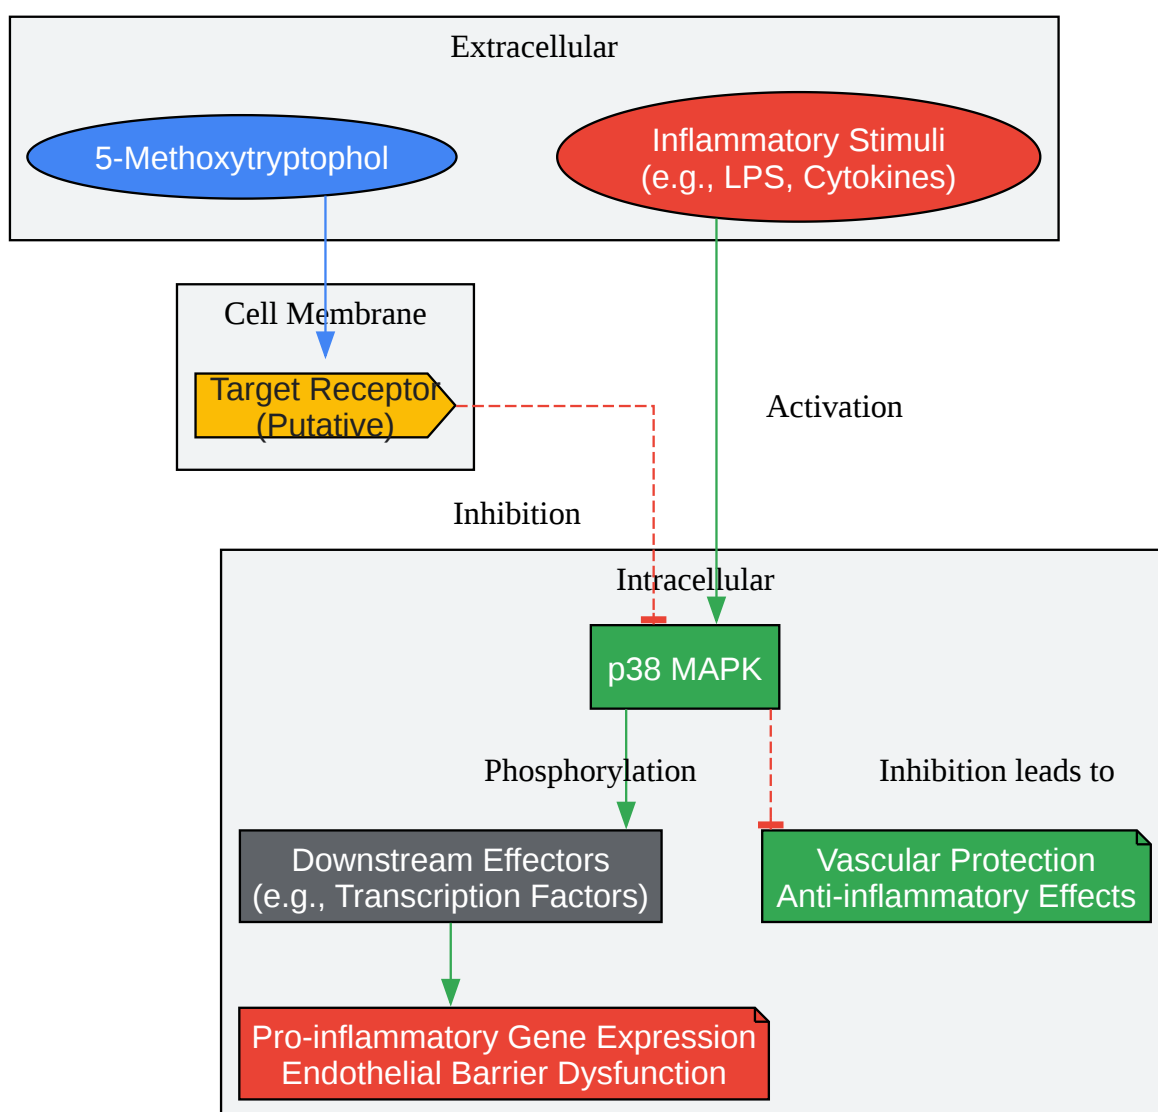 Extracellular
5-Methoxytryptophol
Inflammatory Stimuli
(e.g., LPS, Cytokines)
Cell Membrane
Target Receptor
(Putative)
Activation
Inhibition
Intracellular
p38 MAPK
Phosphorylation
Inhibition leads to
Downstream Effectors
(e.g., Transcription Factors)
Vascular Protection
Anti-inflammatory Effects
Pro-inflammatory Gene Expression
Endothelial Barrier Dysfunction